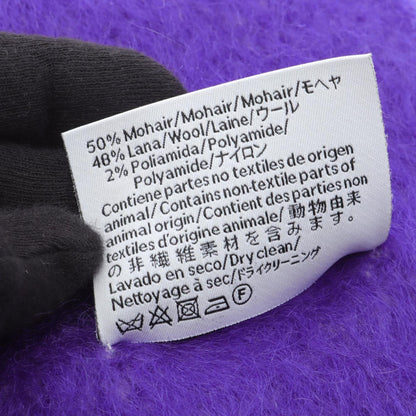 50% Mohair/Mohair/Mohair/モヘヤ
48% Lana/Wool/Laine/ウール
2% Poliamida/Polyamide/
Polyamide/ナイロン
Contiene partes no textiles de origen
animal/Contains non-textile parts of
animal origin/Contient des parties non
textiles d'origine animale/動物由来
の非繊維素材を含みます。
Lavado en seco/Dry clean/
Nettoyage à sec/ドライクリーニング
F